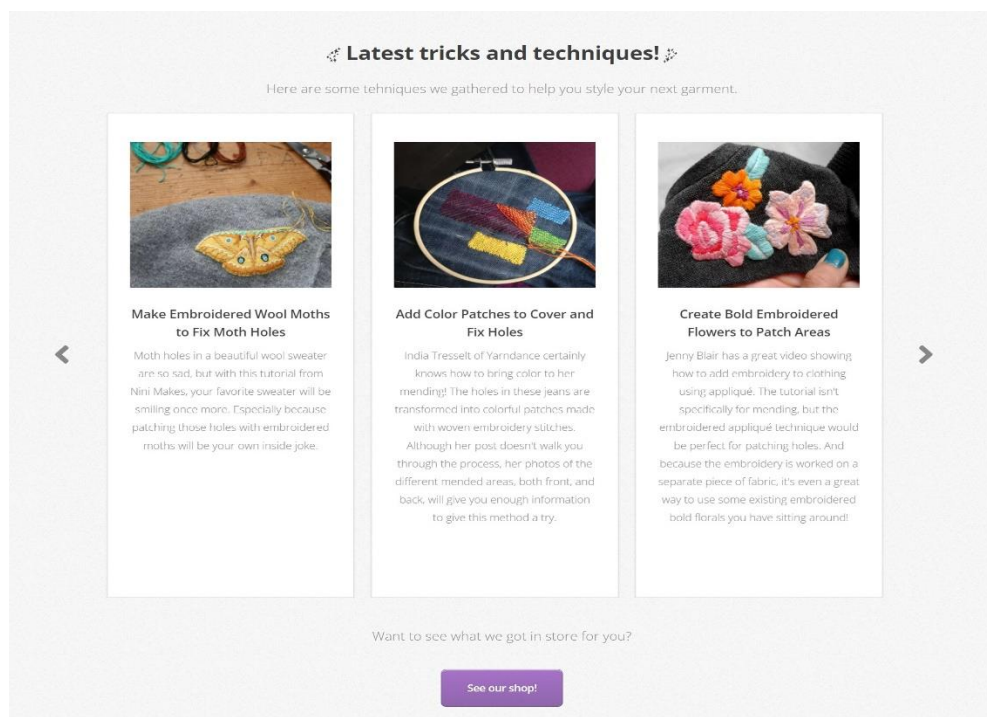 Latest tricks and techniques!
Here are some tehniques we gathered to help you style your next garment.
Make Embroidered Wool Moths
to Fix Moth Holes
Moth holes in a beautiful wool sweater
are so sad, but with this tutorial from
Nini Makes, your favorite sweater will be
smiling once more. Especially because
patching those holes with embroidered
moths will be your own inside joke.
Add Color Patches to Cover and
Fix Holes
India Tresselt of Yarndance certainly
knows how to bring color to her
mending! The holes in these jeans are
transformed into colorful patches made
with woven embroidery stitches.
Although her post doesn't walk you
through the process, her photos of the
different mended areas, both front, and
back, will give you enough information
to give this method a try.
Create Bold Embroidered
Flowers to Patch Areas
Jenny Blair has a great video showing
how to add embroidery to clothing
using appliqué. The tutorial isn't
specifically for mending, but the
embroidered appliqué technique would
be perfect for patching holes. And
because the embroidery is worked on a
separate piece of fabric, it's even a great
way to use some existing embroidered
bold florals you have sitting around!
Want to see what we got in store for you?
See our shop!